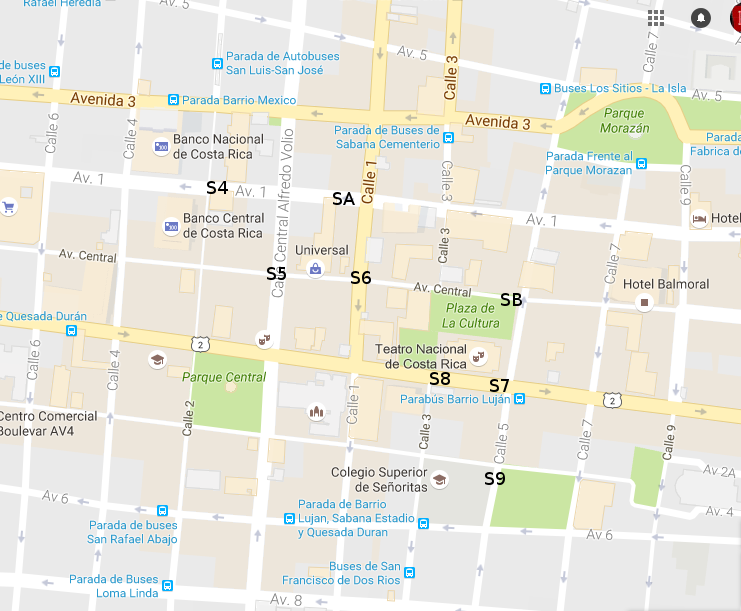 Rafael Heredia
Av. 5
Calle 6
Parada de Autobuses
San Luis-San José
de buses
León XIII
Av. 5
Calle 3
Calle 7
Buses Los Sitios - La Isla
Av. 5
Avenida 3
Parada Barrio Mexico
Avenida 3
Parque
Morazán
Calle 6
Calle 4
Banco Nacional
de Costa Rica
Parada de Buses de
Sabana Cementerio
Parada Frente al
Parque Morazan
Parada
Fabrica de
Av. 1
S4
Av. 1
SA
Calle 1
Calle 3
Calle 9
Av. 1
Hotel
Banco Central
de Costa Rica
Calle Central Alfredo Volio
Calle 3
Calle 7
Av. Central
Universal
S5
S6
Av. Central
SB
Hotel Balmoral
Plaza de
La Cultura
e Quesada Durán
2
Calle 6
Calle 4
Parque Central
Teatro Nacional
de Costa Rica
S8
S7
Parabús Barrio Luján
2
Centro Comercial
Boulevar AV4
Calle 2
Calle 1
Calle 3
Calle 5
Calle 7
Calle 9
Colegio Superior
de Señoritas
S9
Av 2A
Av 6
Parada de buses
San Rafael Abajo
Parada de Barrio
Lujan, Sabana Estadio
y Quesada Duran
Av. 4
Av 6
Parada de Buses
Loma Linda
Buses de San
Francisco de Dos Rios
Av. 8